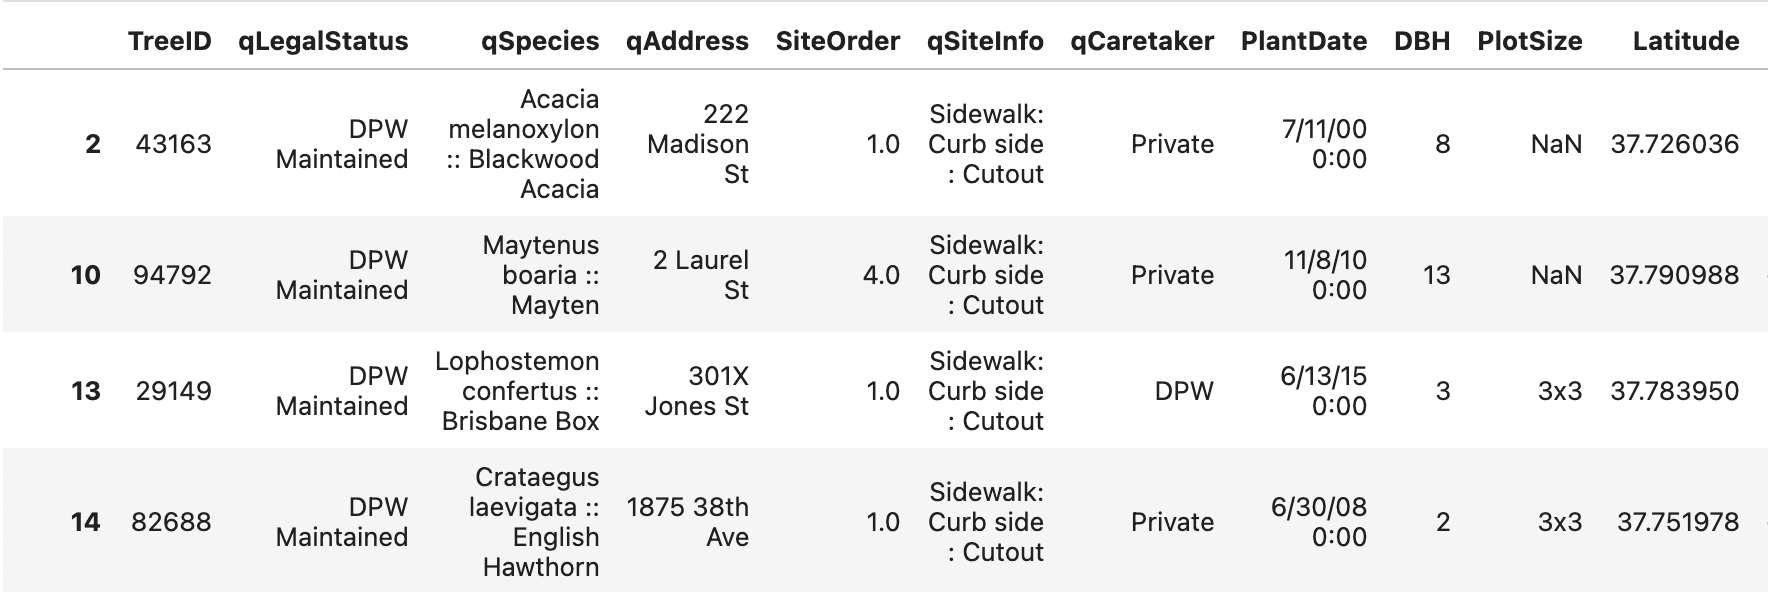 TreeID qLegalStatus qSpecies qAddress SiteOrder qSiteInfo qCaretaker PlantDate DBH PlotSize Latitude
2 43163 DPW Maintained Acacia melanoxylon :: Blackwood Acacia 222 Madison St 1.0 Sidewalk: Curb side : Cutout Private 7/11/00 0:00 8 NaN 37.726036
10 94792 DPW Maintained Maytenus boaria :: Mayten 2 Laurel St 4.0 Sidewalk: Curb side : Cutout Private 11/8/10 0:00 13 NaN 37.790988
13 29149 DPW Maintained Lophostemon confertus :: Brisbane Box 301X Jones St 1.0 Sidewalk: Curb side : Cutout DPW 6/13/15 0:00 3 3x3 37.783950
14 82688 DPW Maintained Crataegus laevigata :: English Hawthorn 1875 38th Ave 1.0 Sidewalk: Curb side : Cutout Private 6/30/08 0:00 2 3x3 37.751978